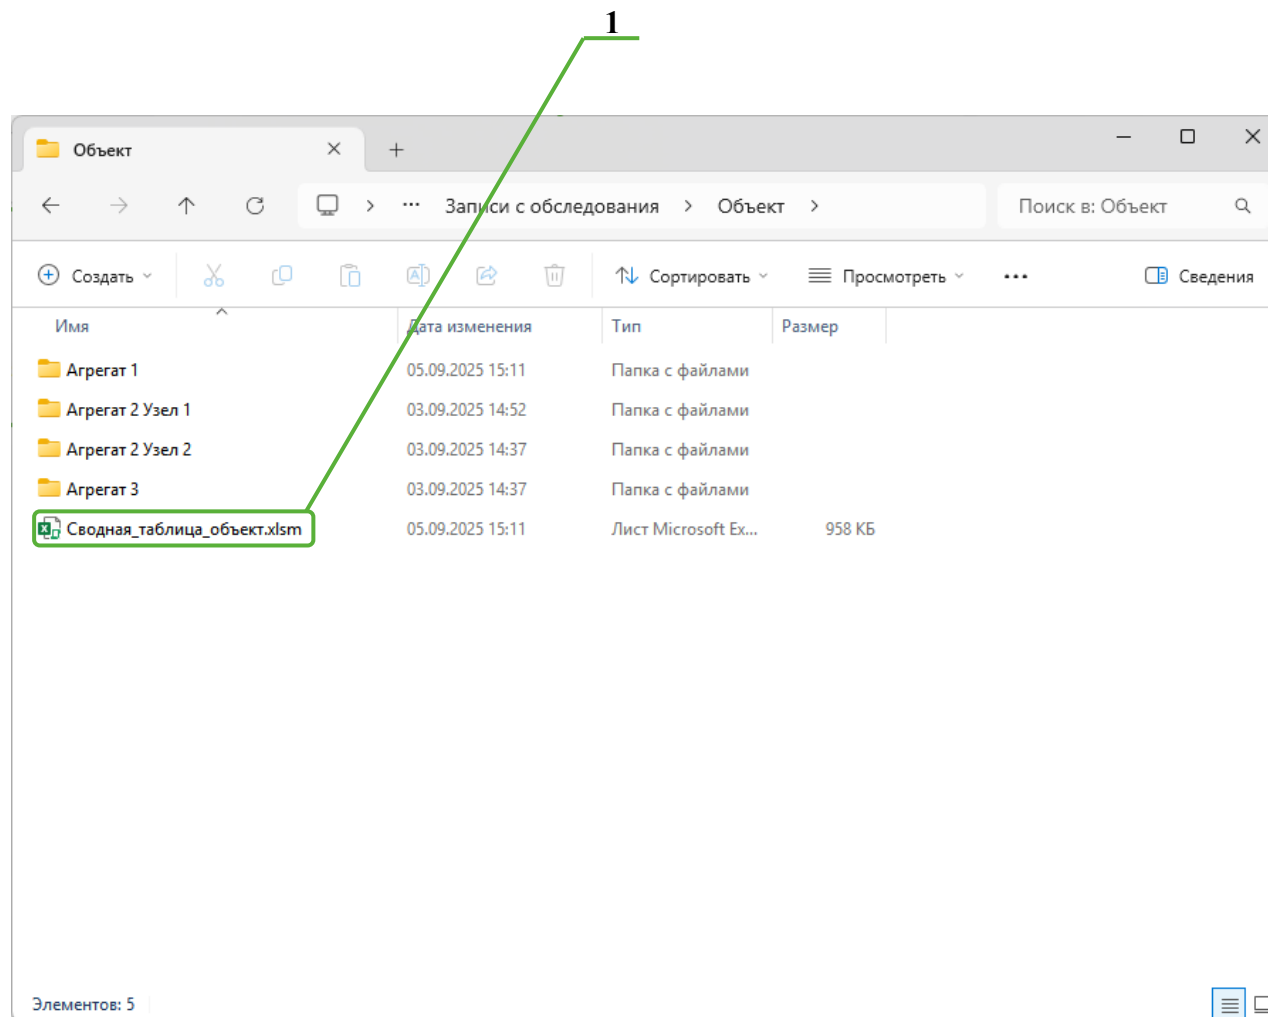 1
Объект
Записи с обследования > Объект >
Поиск в: Объект
Создать
Сортировать
Просмотреть
Сведения
Имя Дата изменения Тип Размер
Агрегат 1 05.09.2025 15:11 Папка с файлами
Агрегат 2 Узел 1 03.09.2025 14:52 Папка с файлами
Агрегат 2 Узел 2 03.09.2025 14:37 Папка с файлами
Агрегат 3 03.09.2025 14:37 Папка с файлами
Сводная_таблица_объект.xlsm 05.09.2025 15:11 Лист Microsoft Ex... 958 КБ
Элементов: 5